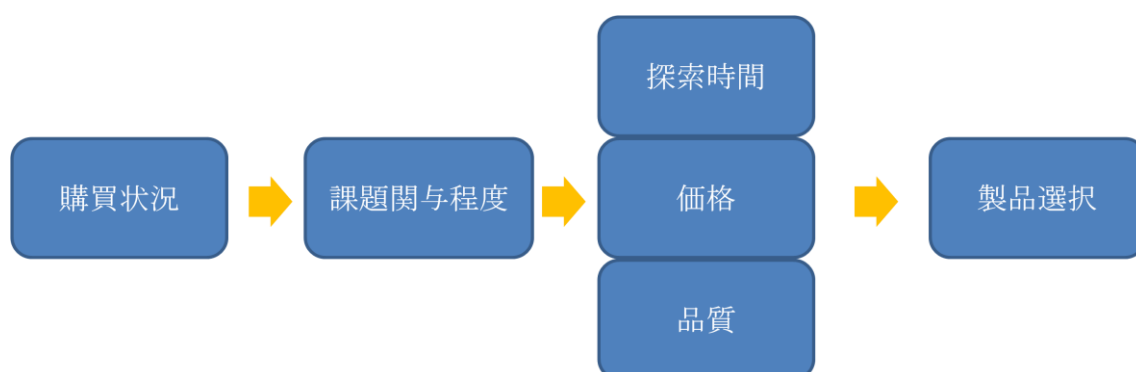 購買状況
課題関与程度
探索時間
価格
品質
製品選択